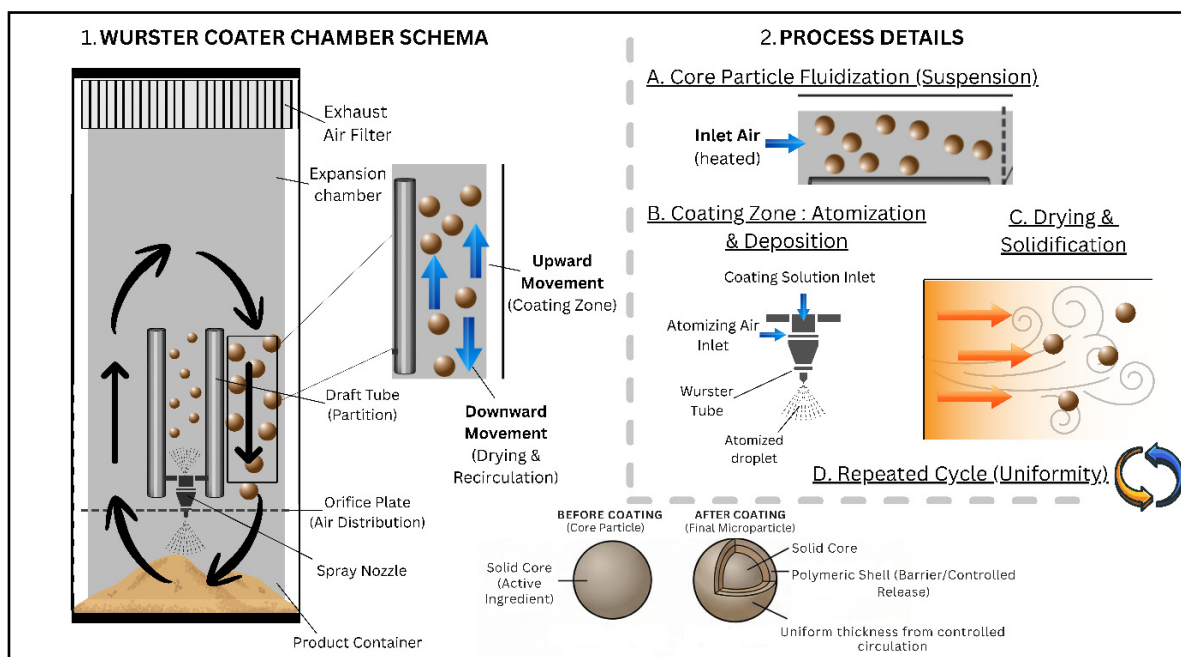 1. WURSTER COATER CHAMBER SCHEMA
Exhaust
Air Filter
Expansion
chamber
Upward
Movement
(Coating Zone)
Draft Tube
(Partition)
Downward
Movement
(Drying &
Recirculation)
Orifice Plate
(Air Distribution)
Spray Nozzle
Product Container
2. PROCESS DETAILS
A. Core Particle Fluidization (Suspension)
Inlet Air
(heated)
B. Coating Zone : Atomization
& Deposition
Coating Solution Inlet
Atomizing Air
Inlet
Wurster
Tube
Atomized
droplet
C. Drying &
Solidification
D. Repeated Cycle (Uniformity)
BEFORE COATING
(Core Particle)
Solid Core
(Active
Ingredient)
AFTER COATING
(Final Microparticle)
Solid Core
Polymeric Shell (Barrier/Controlled
Release)
Uniform thickness from controlled
circulation